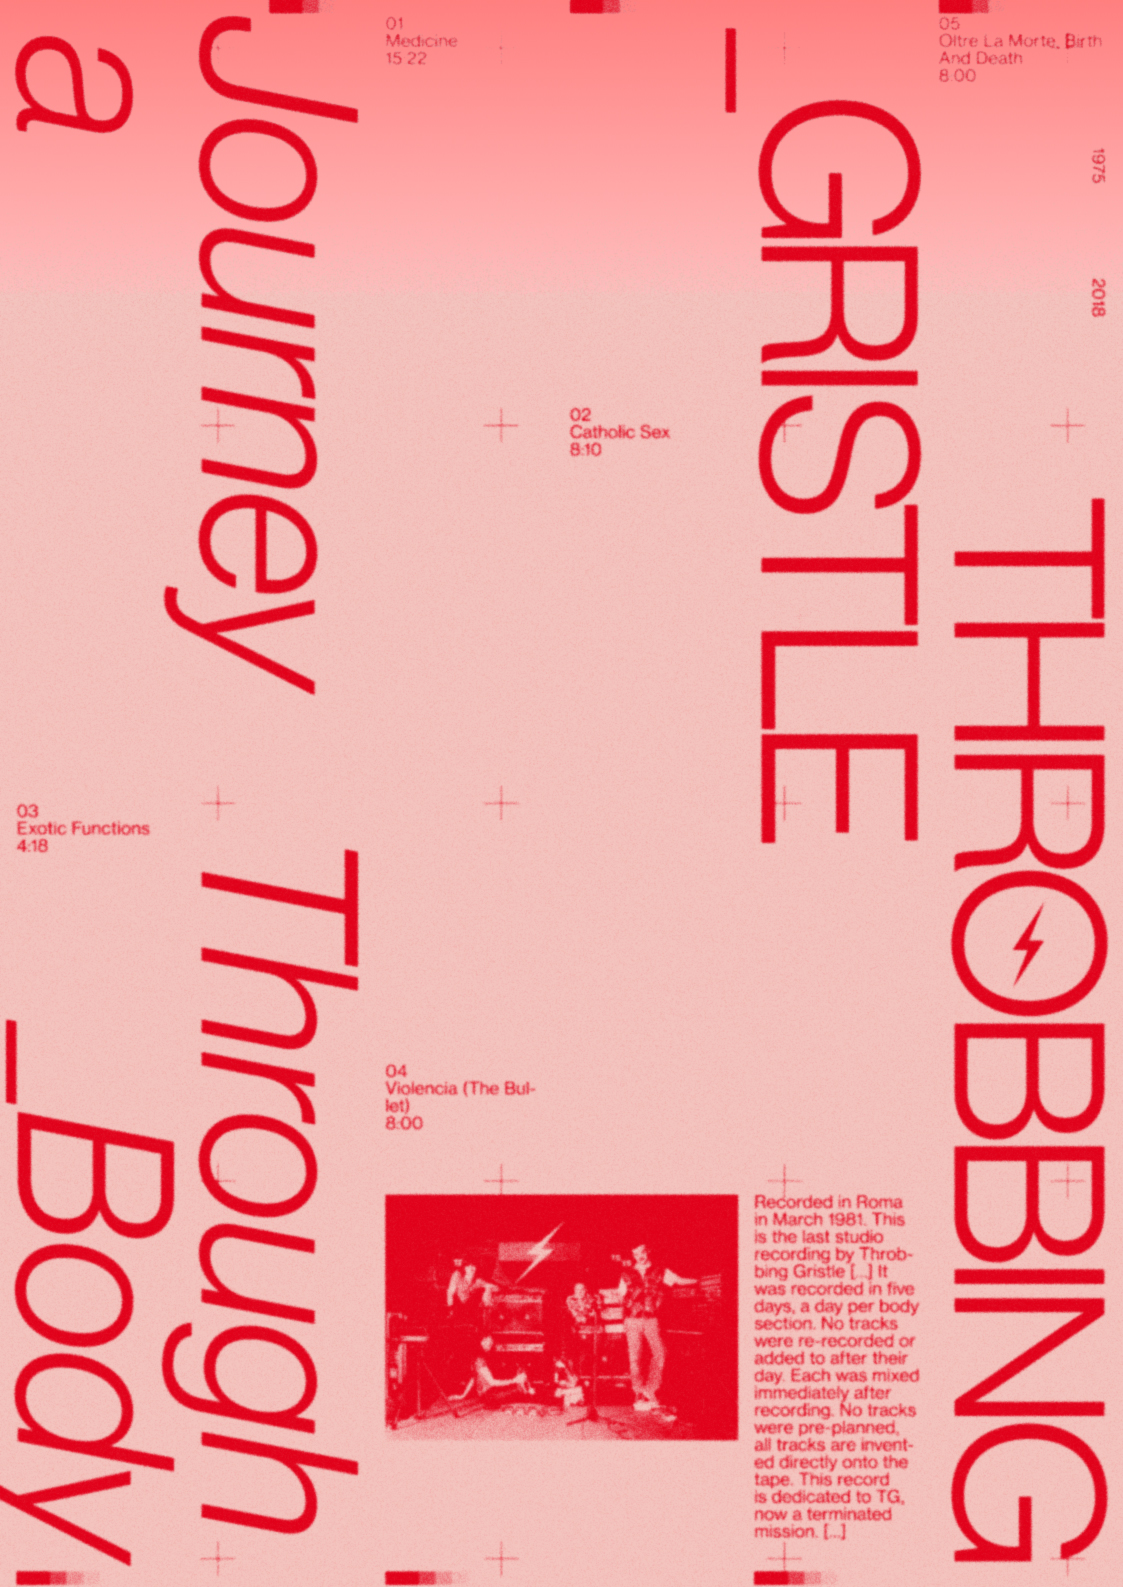 THROBBING
_GRISTLE
Journey
Through
a
_Body
1975
2018
01
Medicine
15:22
02
Catholic Sex
8:10
03
Exotic Functions
4:18
04
Violencia (The Bul-
let)
8:00
05
Oltre La Morte, Birth
And Death
8:00
Recorded in Roma
in March 1981. This
is the last studio
recording by Throb-
bing Gristle [...] It
was recorded in five
days, a day per body
section. No tracks
were re-recorded or
added to after their
day. Each was mixed
immediately after
recording. No tracks
were pre-planned,
all tracks are invent-
ed directly onto the
tape. This record
is dedicated to TG,
now a terminated
mission. [...]